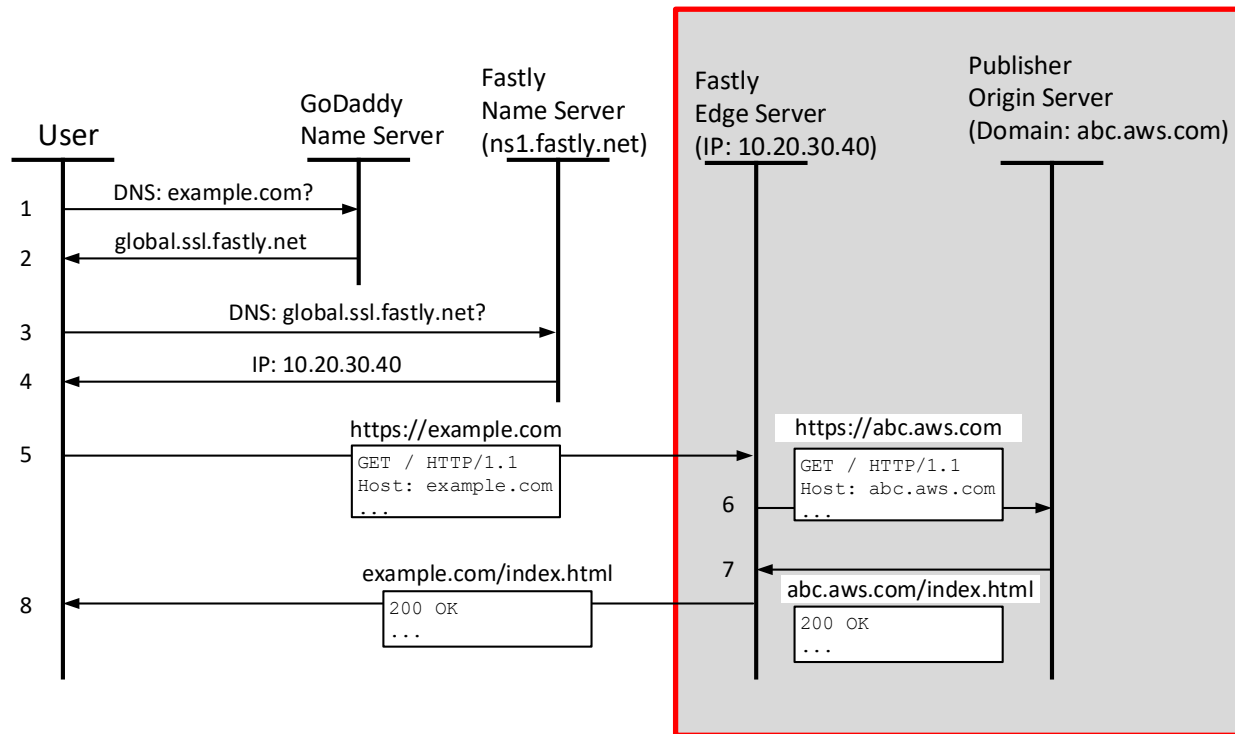 User
GoDaddy
Name Server
Fastly
Name Server
(ns1.fastly.net)
Fastly
Edge Server
(IP: 10.20.30.40)
Publisher
Origin Server
(Domain: abc.aws.com)
1
DNS: example.com?
2
global.ssl.fastly.net
3
DNS: global.ssl.fastly.net?
4
IP: 10.20.30.40
5
https://example.com
GET / HTTP/1.1
Host: example.com
...
https://abc.aws.com
6
GET / HTTP/1.1
Host: abc.aws.com
...
7
abc.aws.com/index.html
200 OK
...
8
example.com/index.html
200 OK
...